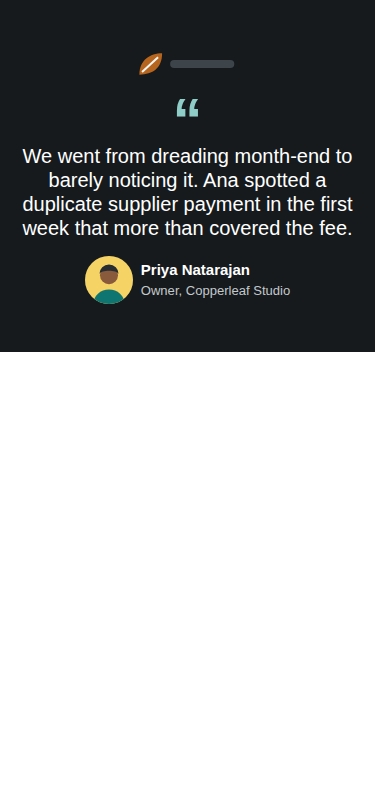 “
We went from dreading month-end to
barely noticing it. Ana spotted a
duplicate supplier payment in the first
week that more than covered the fee.
Priya Natarajan
Owner, Copperleaf Studio